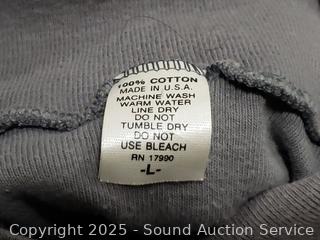 100% COTTON
MADE IN U.S.A.
MACHINE WASH
WARM WATER
LINE DRY
DO NOT
TUMBLE DRY
DO NOT
USE BLEACH
RN 17990
-L-
Copyright 2025 - Sound Auction Service